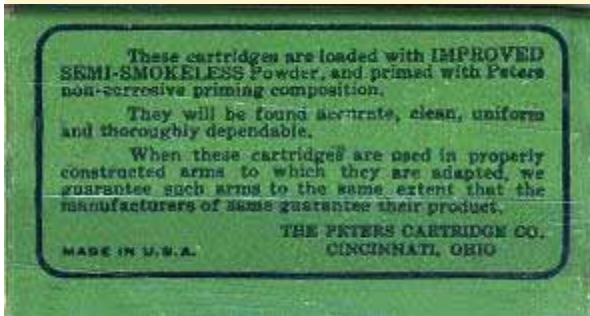 These cartridges are loaded with IMPROVED
SEMI-SMOKELESS Powder, and primed with Peters
non-corrosive priming composition.
They will be found accurate, clean, uniform
and thoroughly dependable.
When these cartridges are used in properly
constructed arms to which they are adapted, we
guarantee such arms to the same extent that the
manufacturers of same guarantee their product.
THE PETERS CARTRIDGE CO.
MADE IN U.S.A. CINCINNATI, OHIO